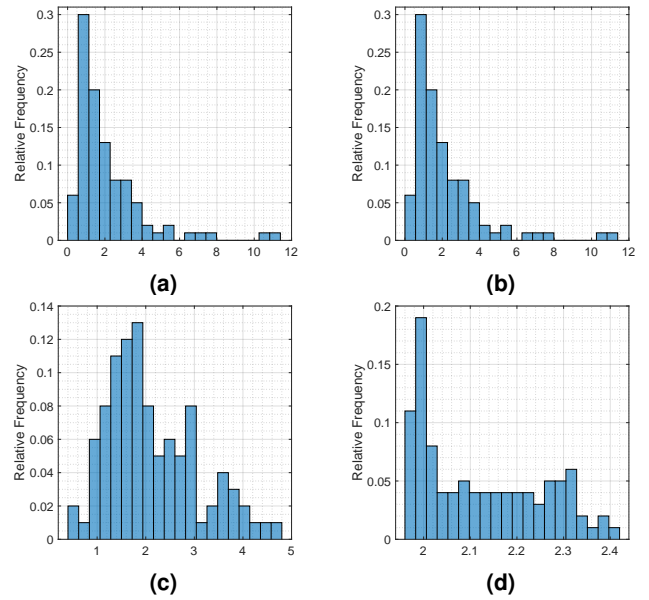 0.3
0.25
0.2
0.15
0.1
0.05
0
Relative Frequency
0 2 4 6 8 10 12
(a)
0.3
0.25
0.2
0.15
0.1
0.05
0
Relative Frequency
0 2 4 6 8 10 12
(b)
0.14
0.12
0.1
0.08
0.06
0.04
0.02
0
Relative Frequency
1 2 3 4 5
(c)
0.2
0.15
0.1
0.05
0
Relative Frequency
2 2.1 2.2 2.3 2.4
(d)